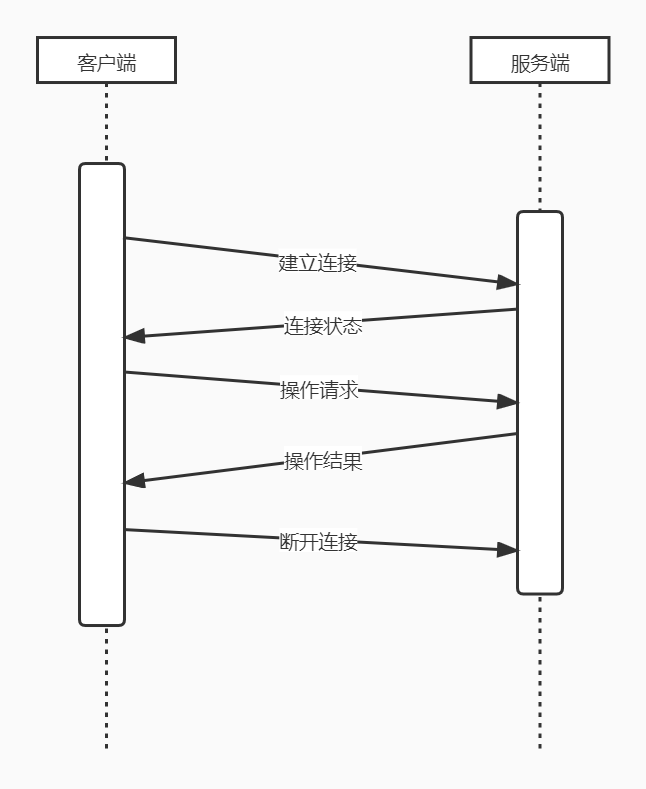 客户端
服务端
建立连接
连接状态
操作请求
操作结果
断开连接